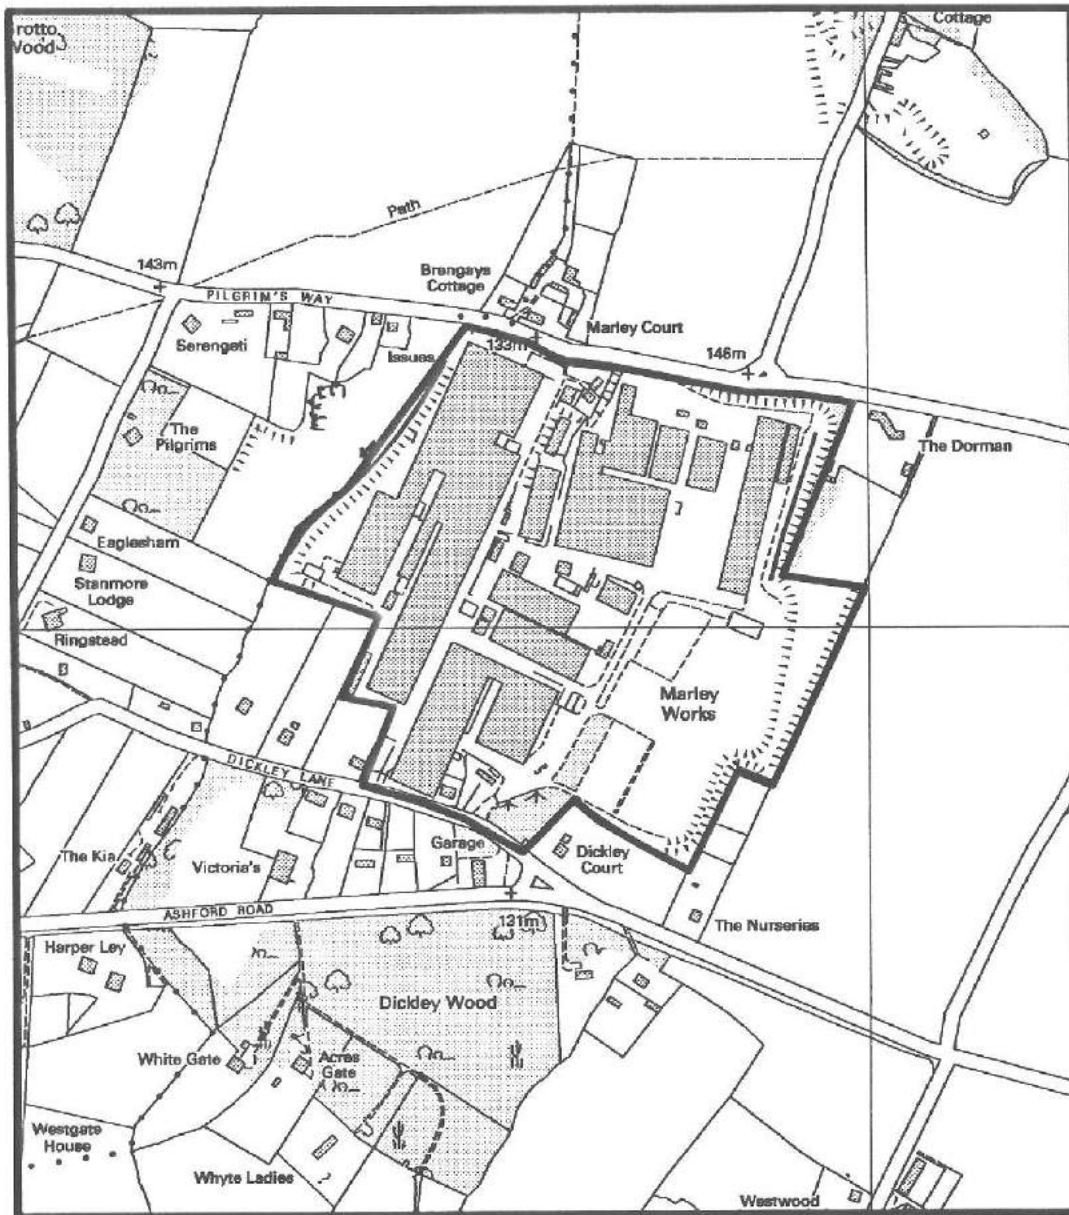 rotto
Wood
Cottage
Path
143m
Brengays
Cottage
PILGRIM'S WAY
Marley Court
Serengeti
Issues
133m
146m
The
Pilgrims
The Dorman
Eaglesham
Stanmore
Lodge
Ringstead
Marley
Works
DICKLEY LANE
The Kia
Victoria's
Garage
Dickley
Court
ASHFORD ROAD
131m
The Nurseries
Harper Ley
Dickley Wood
White Gate
Acres
Gate
Westgate
House
Whyte Ladies
Westwood